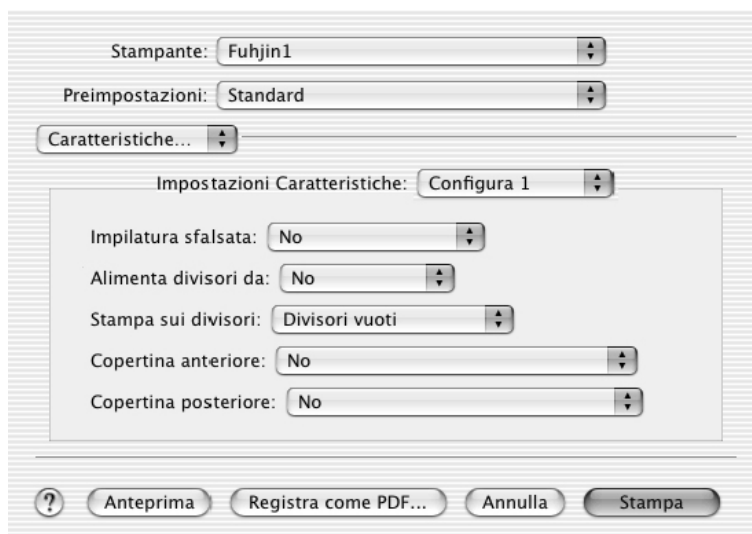 Stampante: Fuhjin1
Preimpostazioni: Standard
Caratteristiche...
Impostazioni Caratteristiche: Configura 1
Impilatura sfalsata: No
Alimenta divisori da: No
Stampa sui divisori: Divisori vuoti
Copertina anteriore: No
Copertina posteriore: No
? Anteprima Registra come PDF... Annulla Stampa